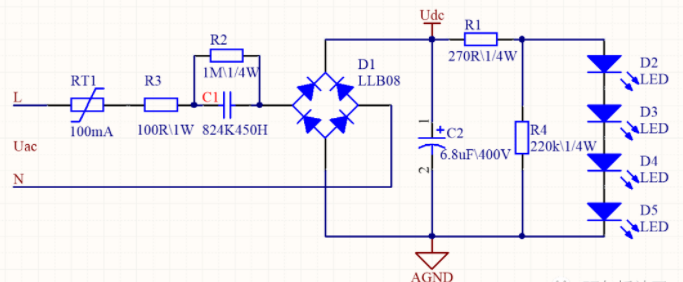 Udc
R1
270R\1/4W
R2
1M\1/4W
D1
LLB08
D2
LED
RT1
R3
C1
L
100mA
100R\1W
824K450H
D3
LED
1
C2
6.8uF\400V
2
R4
220k\1/4W
Uac
D4
LED
N
D5
LED
AGND